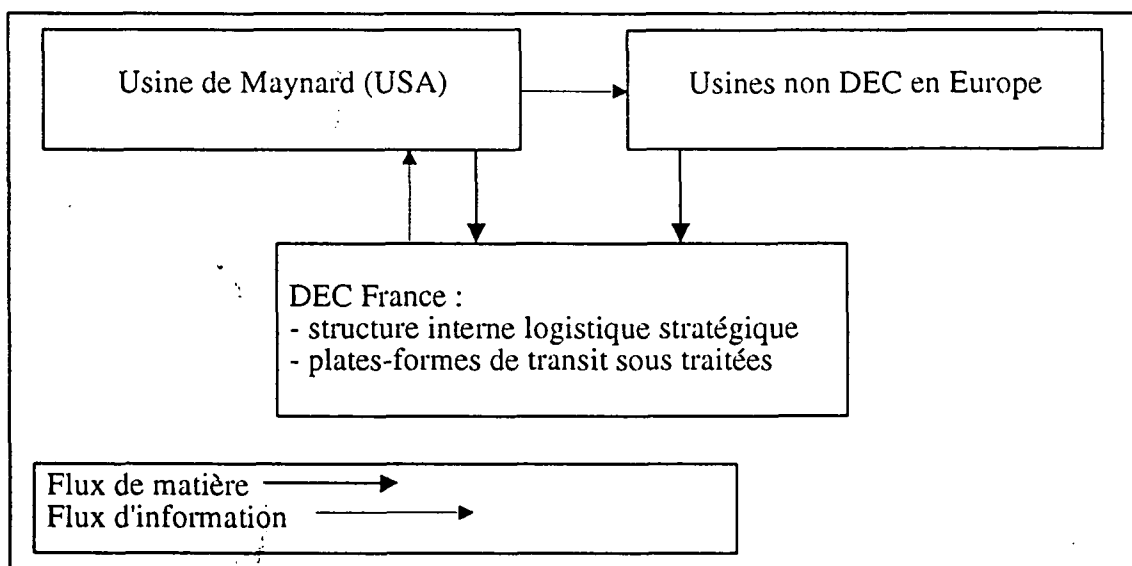 Usine de Maynard (USA)
Usines non DEC en Europe
DEC France :
- structure interne logistique stratégique
- plates-formes de transit sous traitées
Flux de matière
Flux d'information